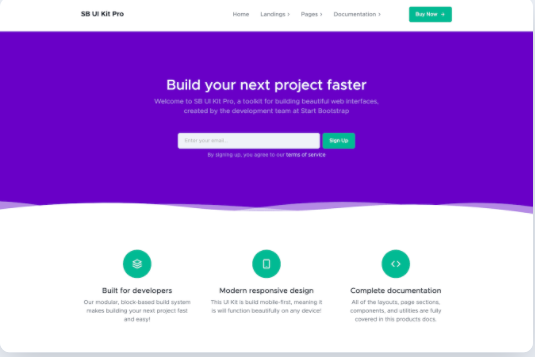 SB UI Kit Pro
Home Landings Pages Documentation Buy Now
Build your next project faster
Welcome to SB UI Kit Pro, a toolkit for building beautiful web interfaces,
created by the development team at Start Bootstrap
Enter your email... Sign Up
By signing up, you agree to our terms of service
Built for developers
Our modular, block-based build system
makes building your next project fast
and easy!
Modern responsive design
This UI Kit is build mobile-first, meaning it
is will function beautifully on any device!
Complete documentation
All of the layouts, page sections,
components, and utilities are fully
covered in this products docs.